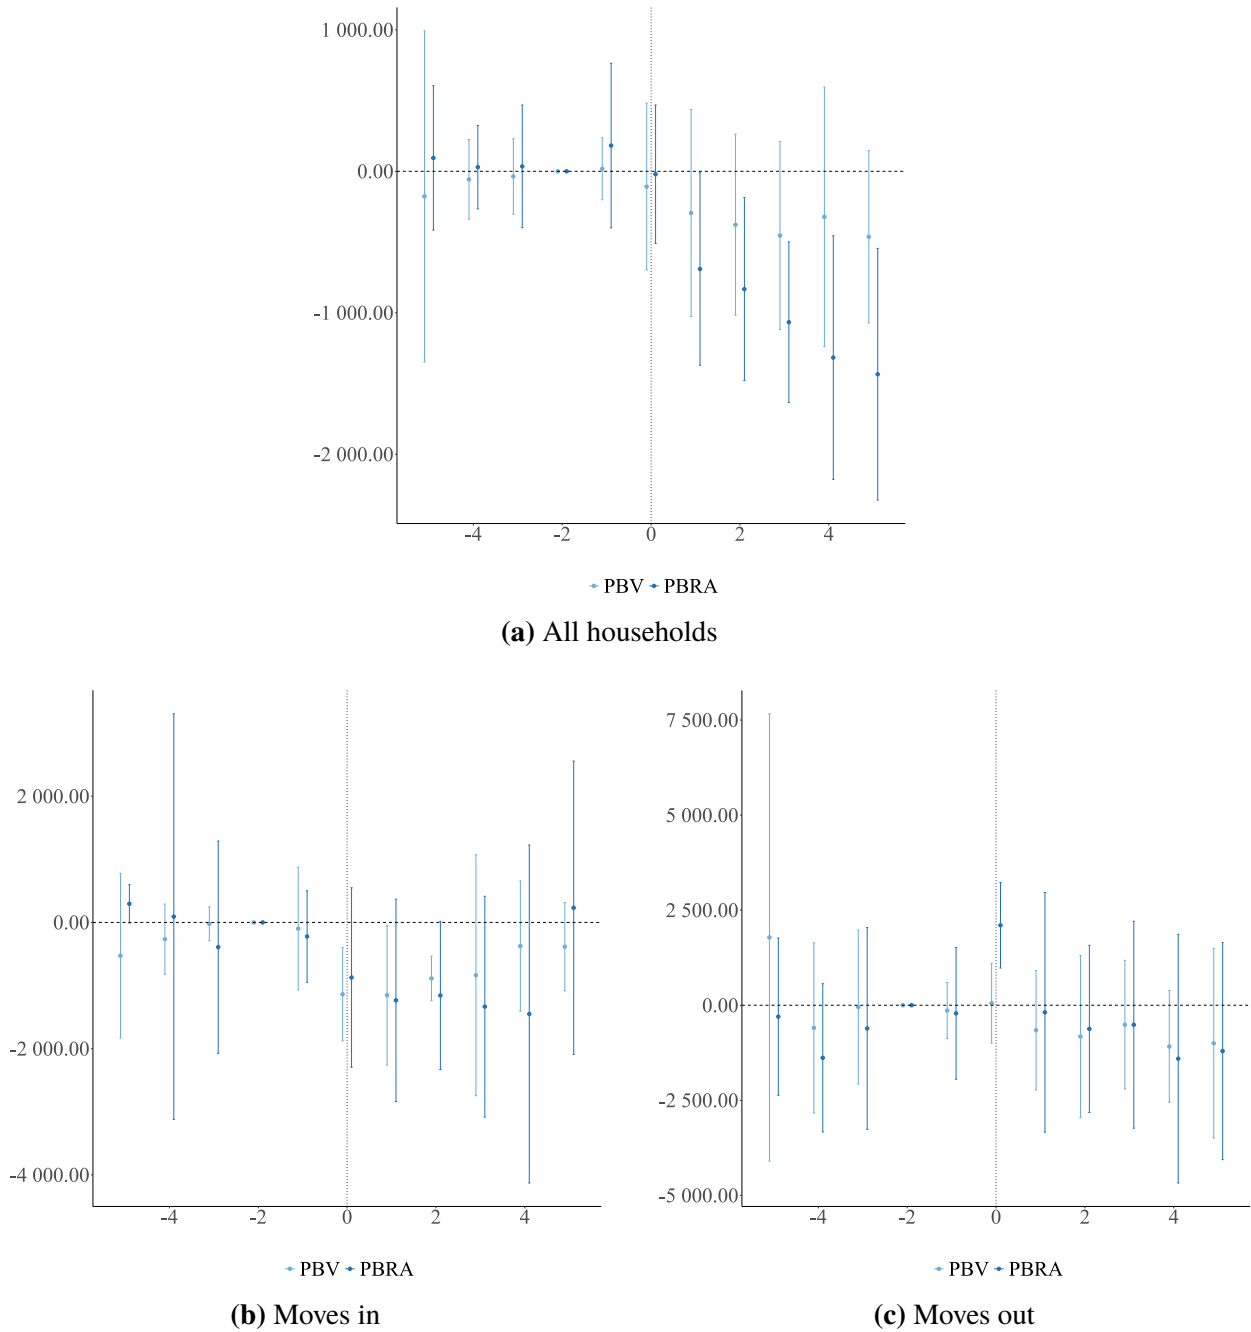 1 000.00
0.00
-1 000.00
-2 000.00
-4 -2 0 2 4
PBV PBRA
(a) All households
2 000.00
0.00
-2 000.00
-4 000.00
-4 -2 0 2 4
PBV PBRA
(b) Moves in
7 500.00
5 000.00
2 500.00
0.00
-2 500.00
-5 000.00
-4 -2 0 2 4
PBV PBRA
(c) Moves out